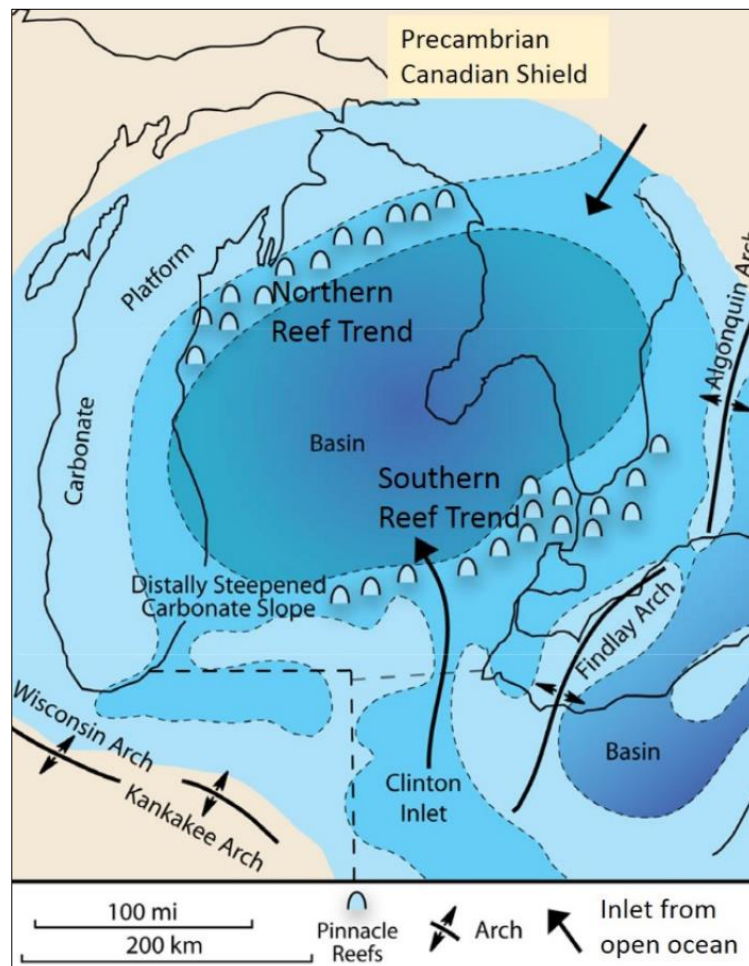 Precambrian
Canadian Shield
Platform
Northern
Reef Trend
Algonquin Arch
Carbonate
Basin
Southern
Reef Trend
Distally Steepened
Carbonate Slope
Findlay Arch
Wisconsin Arch
Basin
Kankakee Arch
Clinton
Inlet
100 mi
200 km
Pinnacle
Reefs
Arch
Inlet from
open ocean